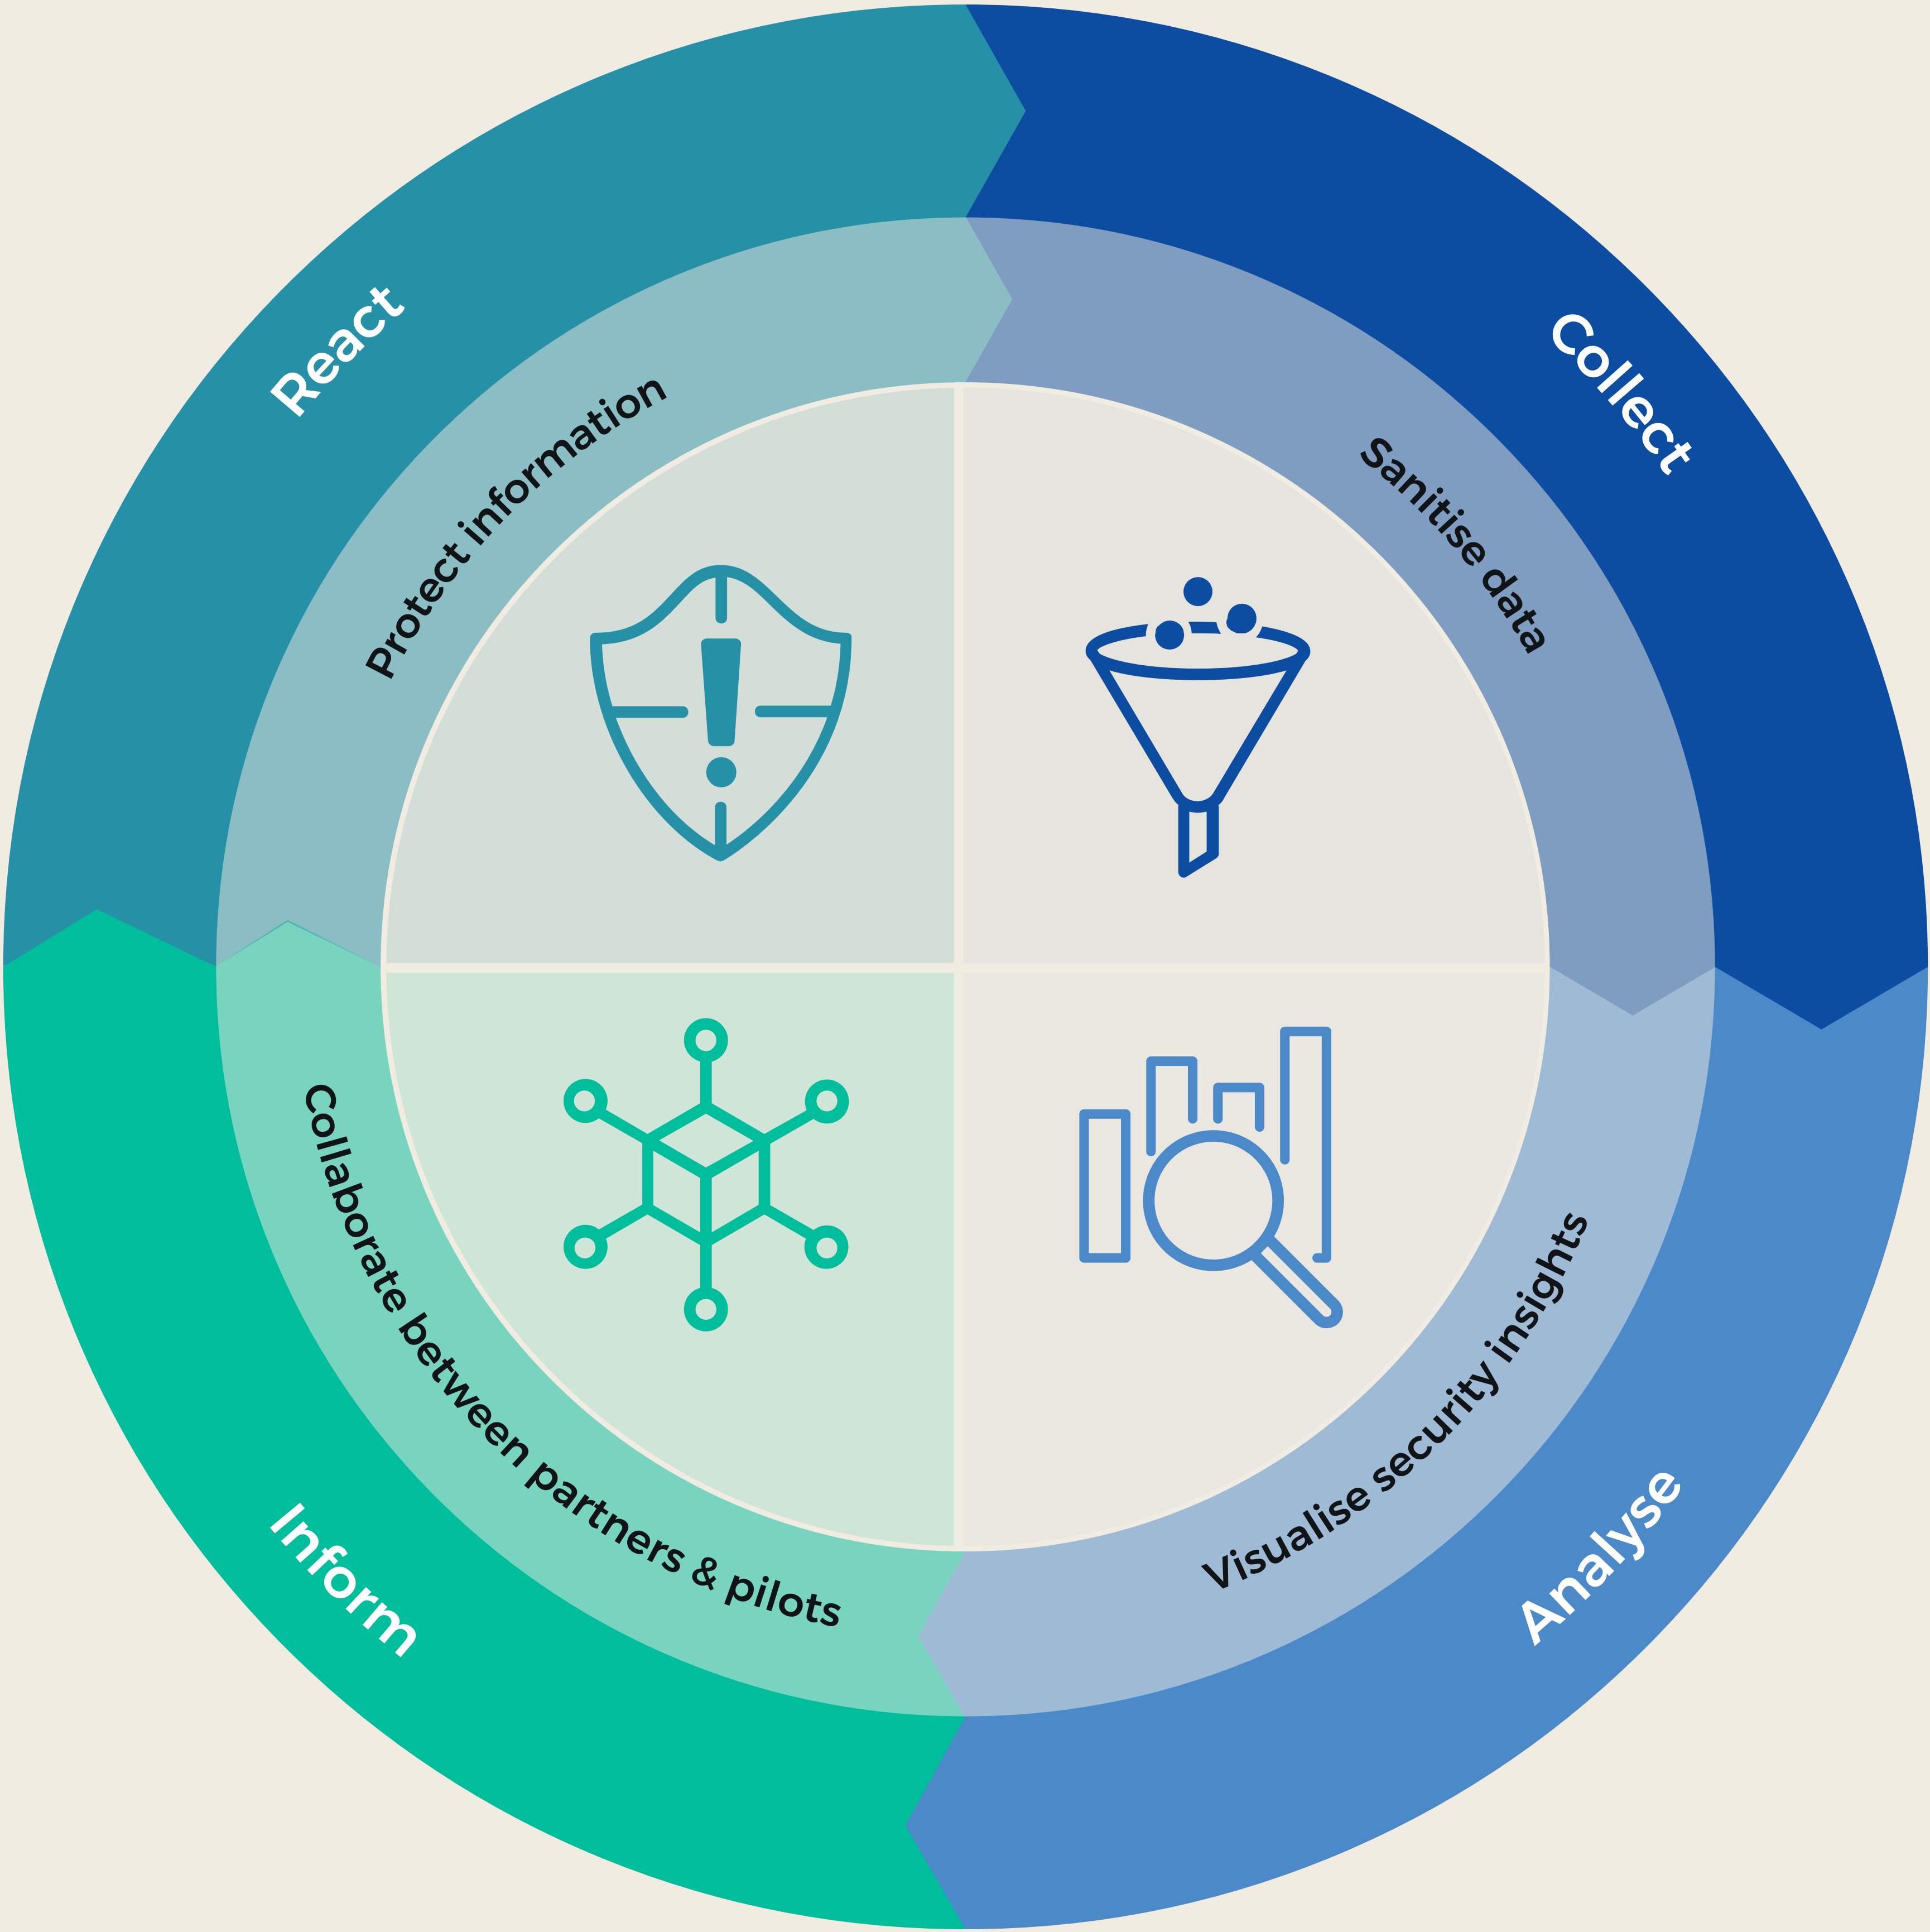 React
Collect
Protect information
Sanitise data
Collaborate between partners & pilots
Visualise security insights
Inform
Analyse